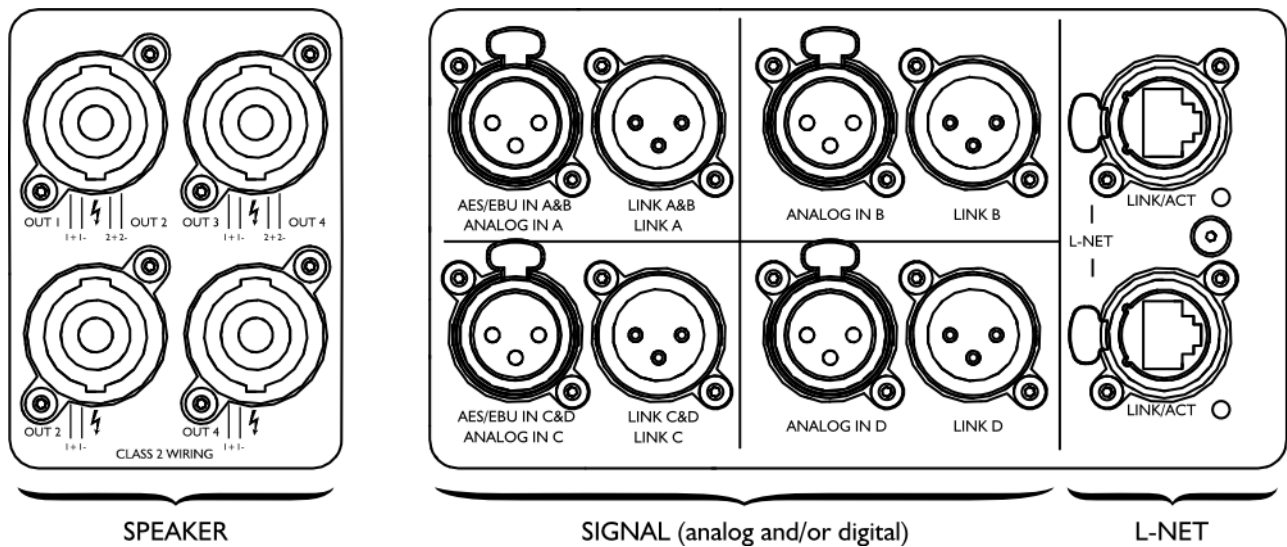 OUT 1 OUT 2 OUT 3 OUT 4
1+ 1- 2+ 2- 1+ 1- 2+ 2-
OUT 2 OUT 4
1+ 1- 1+ 1-
CLASS 2 WIRING
AES/EBU IN A&B LINK A&B
ANALOG IN A LINK A
ANALOG IN B LINK B
AES/EBU IN C&D LINK C&D
ANALOG IN C LINK C
ANALOG IN D LINK D
LINK/ACT
L-NET
LINK/ACT
SPEAKER
SIGNAL (analog and/or digital)
L-NET